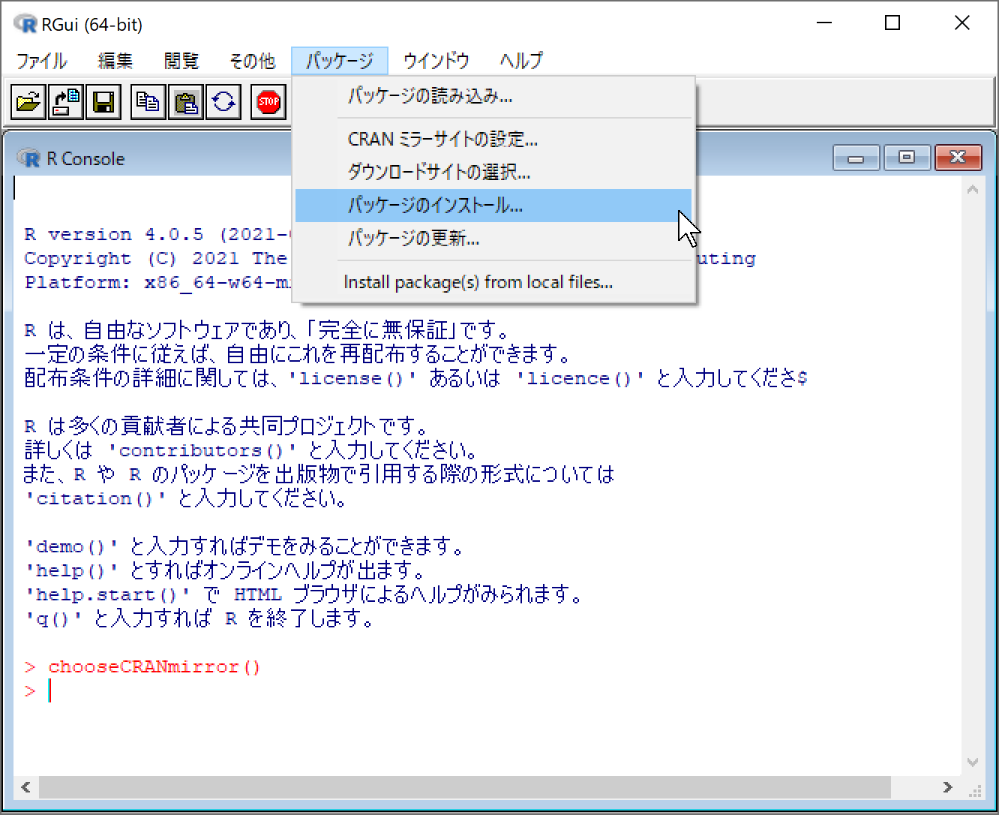 RGui (64-bit)
ファイル 編集 閲覧 その他 パッケージ ウインドウ ヘルプ
STOP
パッケージの読み込み...
CRAN ミラーサイトの設定...
ダウンロードサイトの選択...
パッケージのインストール...
パッケージの更新...
Install package(s) from local files...
R Console
R version 4.0.5 (2021-
Copyright (C) 2021 The uting
Platform: x86_64-w64-mi
R は、自由なソフトウェアであり、「完全に無保証」です。
一定の条件に従えば、自由にこれを再配布することができます。
配布条件の詳細に関しては、'license()' あるいは 'licence()' と入力してくださ$
R は多くの貢献者による共同プロジェクトです。
詳しくは 'contributors()' と入力してください。
また、R や R のパッケージを出版物で引用する際の形式については
'citation()' と入力してください。
'demo()' と入力すればデモをみることができます。
'help()' とすればオンラインヘルプが出ます。
'help.start()' で HTML ブラウザによるヘルプがみられます。
'q()' と入力すれば R を終了します。
> chooseCRANmirror()
>